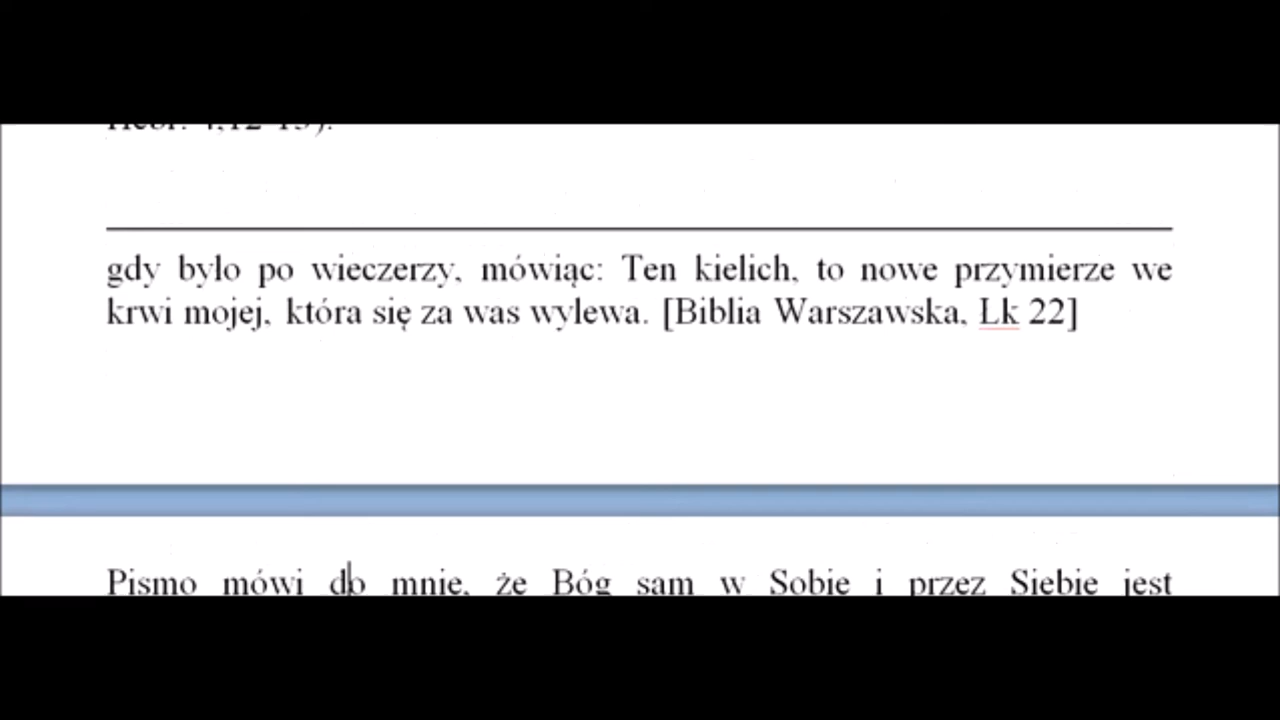 gdy było po wieczerzy, mówiąc: Ten kielich, to nowe przymierze we
krwi mojej, która się za was wylewa. [Biblia Warszawska, Lk 22]
Pismo mówi do mnie, że Bóg sam w Sobie i przez Siebie jest